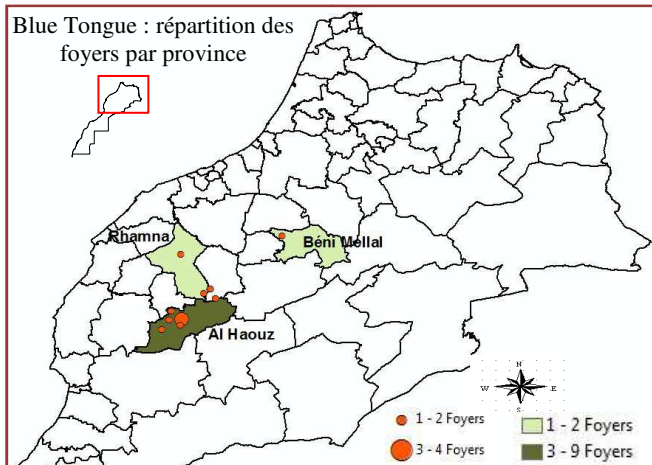 Blue Tongue : répartition des
foyers par province
Rhamna
Béni Mellal
Al Haouz
N
W E
S
1 - 2 Foyers
3 - 4 Foyers
1 - 2 Foyers
3 - 9 Foyers